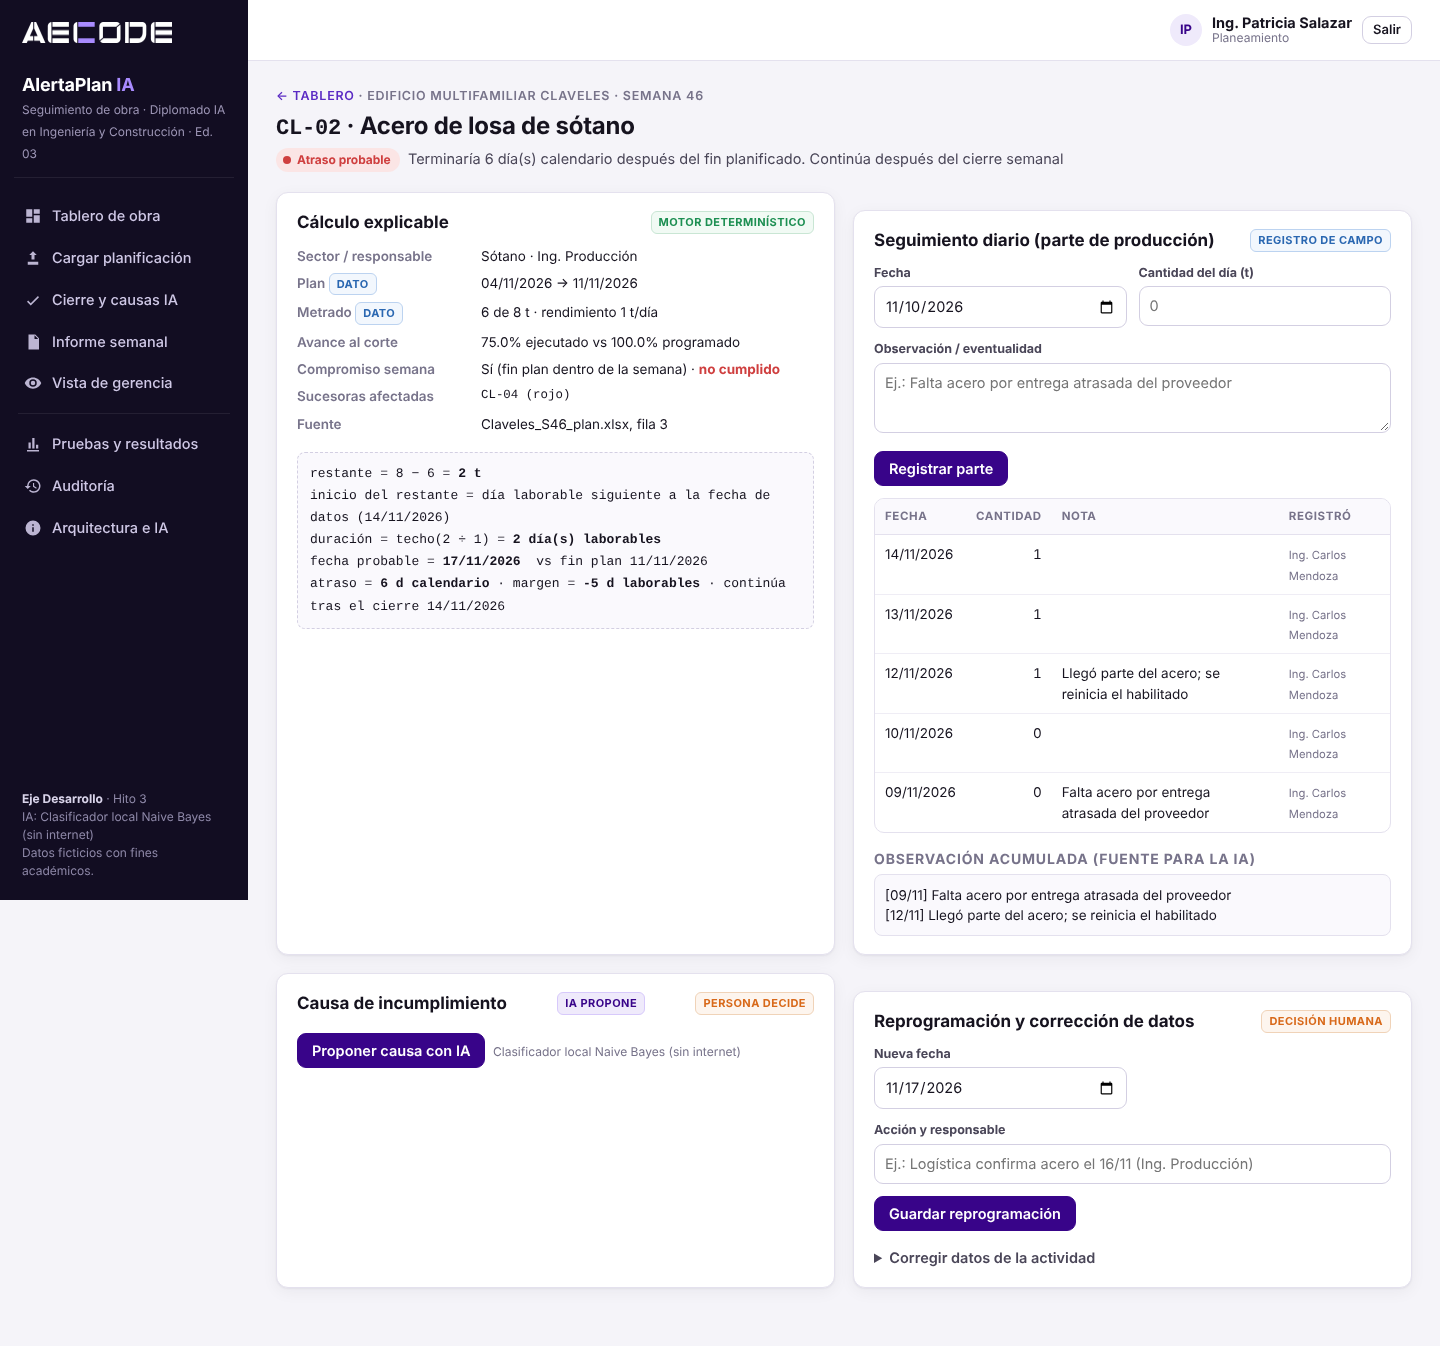 AECODE
AlertaPlan IA
Seguimiento de obra · Diplomado IA
en Ingeniería y Construcción · Ed.
03
Tablero de obra
Cargar planificación
Cierre y causas IA
Informe semanal
Vista de gerencia
Pruebas y resultados
Auditoría
Arquitectura e IA
Eje Desarrollo · Hito 3
IA: Clasificador local Naive Bayes
(sin internet)
Datos ficticios con fines
académicos.
IP
Ing. Patricia Salazar
Planeamiento
Salir
← TABLERO · EDIFICIO MULTIFAMILIAR CLAVELES · SEMANA 46
CL-02 · Acero de losa de sótano
Atraso probable Terminaría 6 día(s) calendario después del fin planificado. Continúa después del cierre semanal
Cálculo explicable MOTOR DETERMINÍSTICO
Sector / responsable Sótano · Ing. Producción
Plan DATO 04/11/2026 → 11/11/2026
Metrado DATO 6 de 8 t · rendimiento 1 t/día
Avance al corte 75.0% ejecutado vs 100.0% programado
Compromiso semana Sí (fin plan dentro de la semana) · no cumplido
Sucesoras afectadas CL-04 (rojo)
Fuente Claveles_S46_plan.xlsx, fila 3
restante = 8 − 6 = 2 t
inicio del restante = día laborable siguiente a la fecha de
datos (14/11/2026)
duración = techo(2 ÷ 1) = 2 día(s) laborables
fecha probable = 17/11/2026 vs fin plan 11/11/2026
atraso = 6 d calendario · margen = -5 d laborables · continúa
tras el cierre 14/11/2026
Seguimiento diario (parte de producción) REGISTRO DE CAMPO
Fecha Cantidad del día (t)
11/10/2026 0
Observación / eventualidad
Ej.: Falta acero por entrega atrasada del proveedor
Registrar parte
FECHA CANTIDAD NOTA REGISTRÓ
14/11/2026 1 Ing. Carlos
Mendoza
13/11/2026 1 Ing. Carlos
Mendoza
12/11/2026 1 Llegó parte del acero; se Ing. Carlos
reinicia el habilitado Mendoza
10/11/2026 0 Ing. Carlos
Mendoza
09/11/2026 0 Falta acero por entrega Ing. Carlos
atrasada del proveedor Mendoza
OBSERVACIÓN ACUMULADA (FUENTE PARA LA IA)
[09/11] Falta acero por entrega atrasada del proveedor
[12/11] Llegó parte del acero; se reinicia el habilitado
Causa de incumplimiento IA PROPONE PERSONA DECIDE
Proponer causa con IA Clasificador local Naive Bayes (sin internet)
Reprogramación y corrección de datos DECISIÓN HUMANA
Nueva fecha
11/17/2026
Acción y responsable
Ej.: Logística confirma acero el 16/11 (Ing. Producción)
Guardar reprogramación
Corregir datos de la actividad